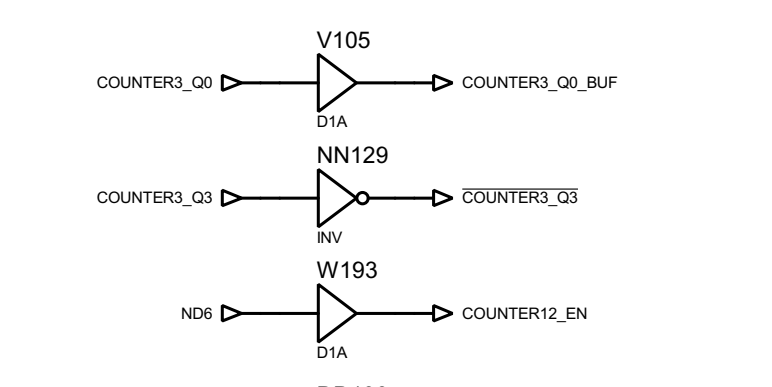 V105
COUNTER3_Q0 COUNTER3_Q0_BUF
D1A
NN129
COUNTER3_Q3 COUNTER3_Q3
INV
W193
ND6 COUNTER12_EN
D1A